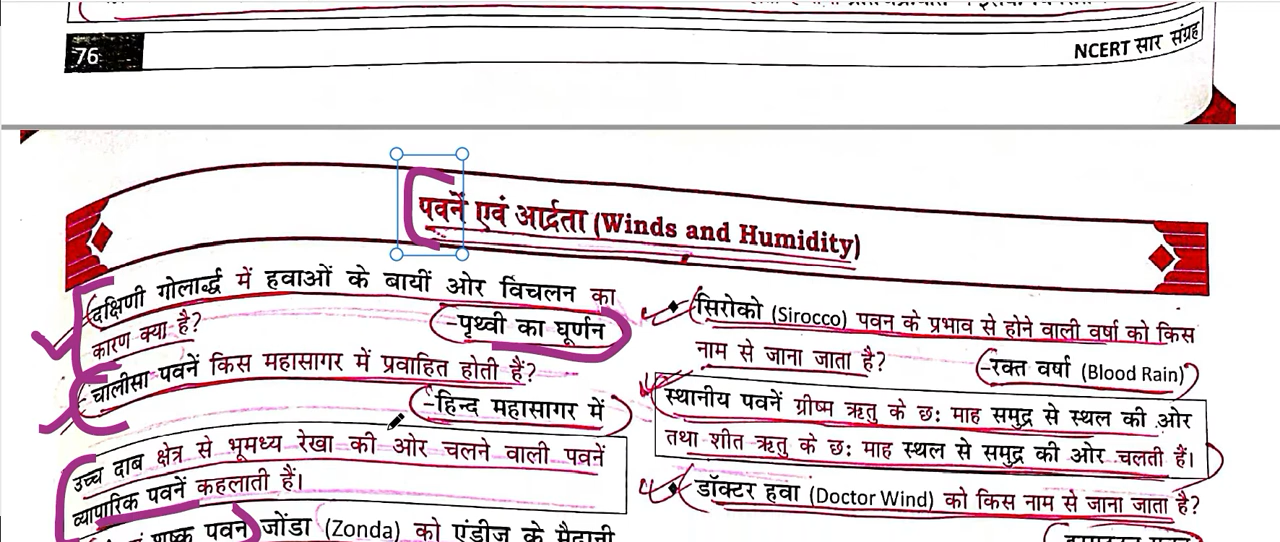 76
NCERT सार संग्रह
पवनें एवं आर्द्रता (Winds and Humidity)
दक्षिणी गोलार्द्ध में हवाओं के बायीं ओर विचलन का
कारण क्या है?
-पृथ्वी का घूर्णन
चालीसा पवनें किस महासागर में प्रवाहित होती हैं?
-हिन्द महासागर में
उच्च दाब क्षेत्र से भूमध्य रेखा की ओर चलने वाली पवनें
व्यापारिक पवनें कहलाती हैं।
शुष्क पवन जोंडा (Zonda) को एंडीज के मैदानी
सिरोको (Sirocco) पवन के प्रभाव से होने वाली वर्षा को किस
नाम से जाना जाता है?
-रक्त वर्षा (Blood Rain)
स्थानीय पवनें ग्रीष्म ऋतु के छः माह समुद्र से स्थल की ओर
तथा शीत ऋतु के छः माह स्थल से समुद्र की ओर चलती हैं।
डॉक्टर हवा (Doctor Wind) को किस नाम से जाना जाता है?